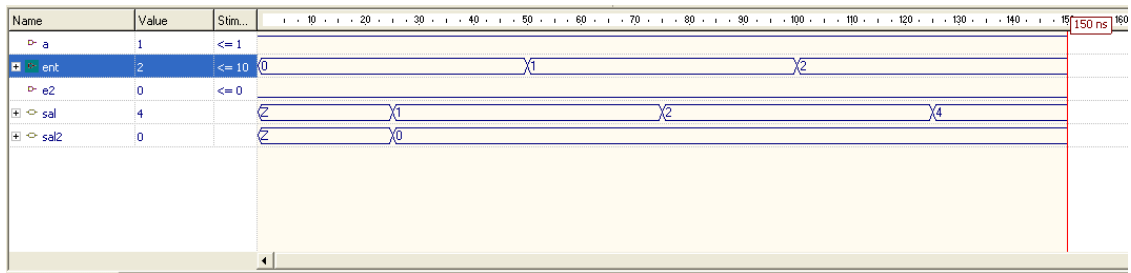 Name Value Stim... 10 20 30 40 50 60 70 80 90 100 110 120 130 140 150 ns 160
a 1 <= 1
ent 2 <= 10 0 1 2
e2 0 <= 0
sal 4 Z 1 2 4
sal2 0 Z 0